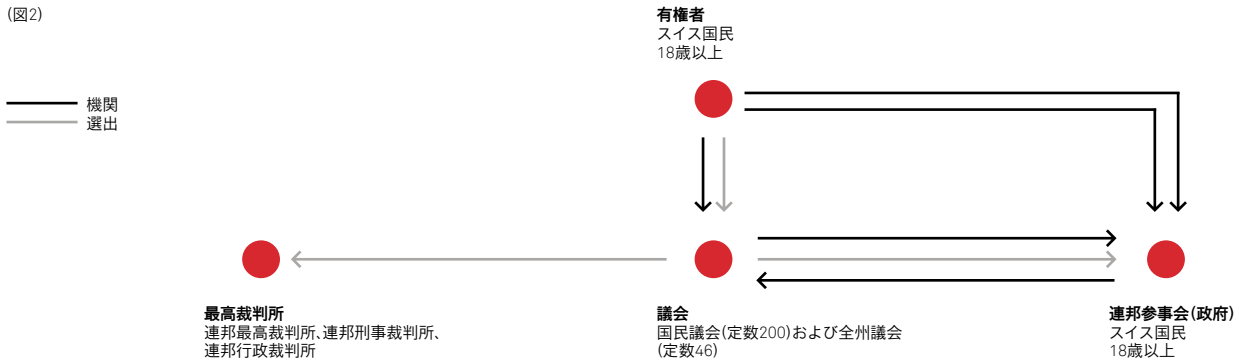 (図2)
有権者
スイス国民
18歳以上
機関
選出
最高裁判所
連邦最高裁判所、連邦刑事裁判所、
連邦行政裁判所
議会
国民議会(定数200)および全州議会
(定数46)
連邦参事会(政府)
スイス国民
18歳以上